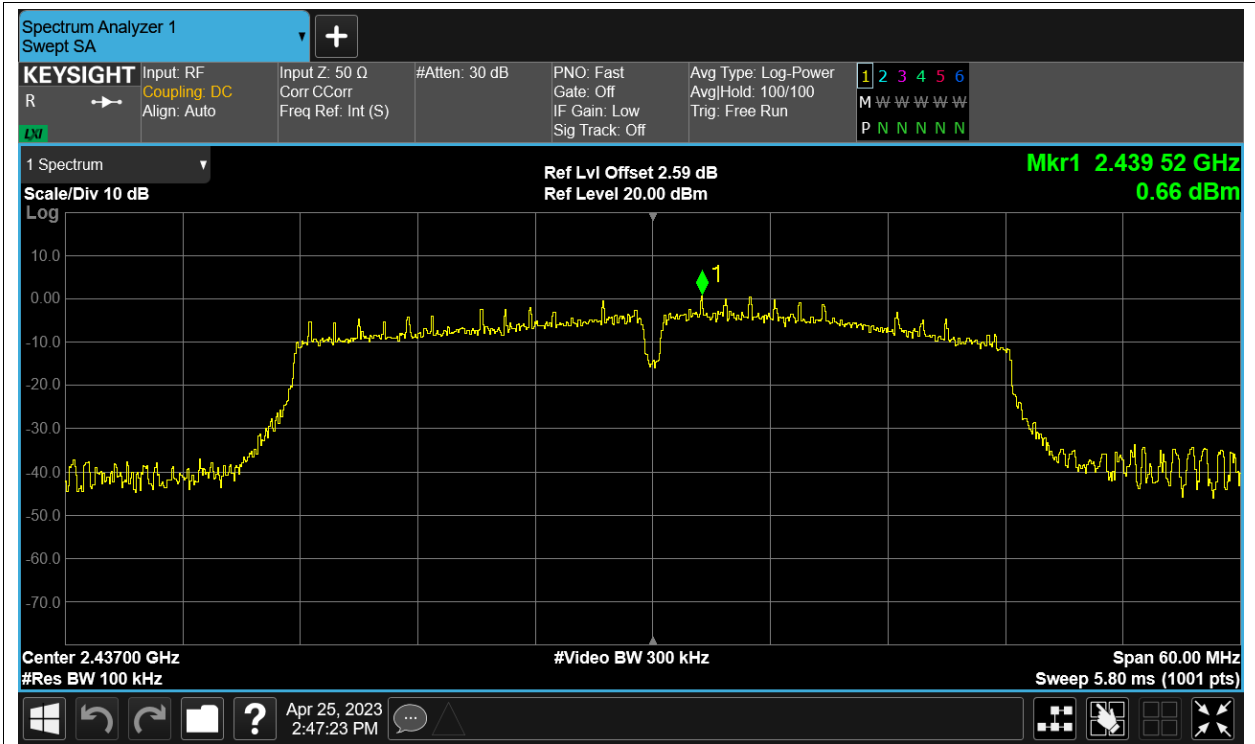 Spectrum Analyzer 1
Swept SA
+
KEYSIGHT
R
LXI
Input: RF
Coupling: DC
Align: Auto
Input Z: 50 Ω
Corr CCorr
Freq Ref: Int (S)
#Atten: 30 dB
PNO: Fast
Gate: Off
IF Gain: Low
Sig Track: Off
Avg Type: Log-Power
Avg|Hold: 100/100
Trig: Free Run
1 2 3 4 5 6
M W W W W W
P N N N N N
1 Spectrum
Scale/Div 10 dB
Log
Ref Lvl Offset 2.59 dB
Ref Level 20.00 dBm
Mkr1 2.439 52 GHz
0.66 dBm
1
10.0
0.00
-10.0
-20.0
-30.0
-40.0
-50.0
-60.0
-70.0
Center 2.43700 GHz
#Res BW 100 kHz
#Video BW 300 kHz
Span 60.00 MHz
Sweep 5.80 ms (1001 pts)
?
Apr 25, 2023
2:47:23 PM